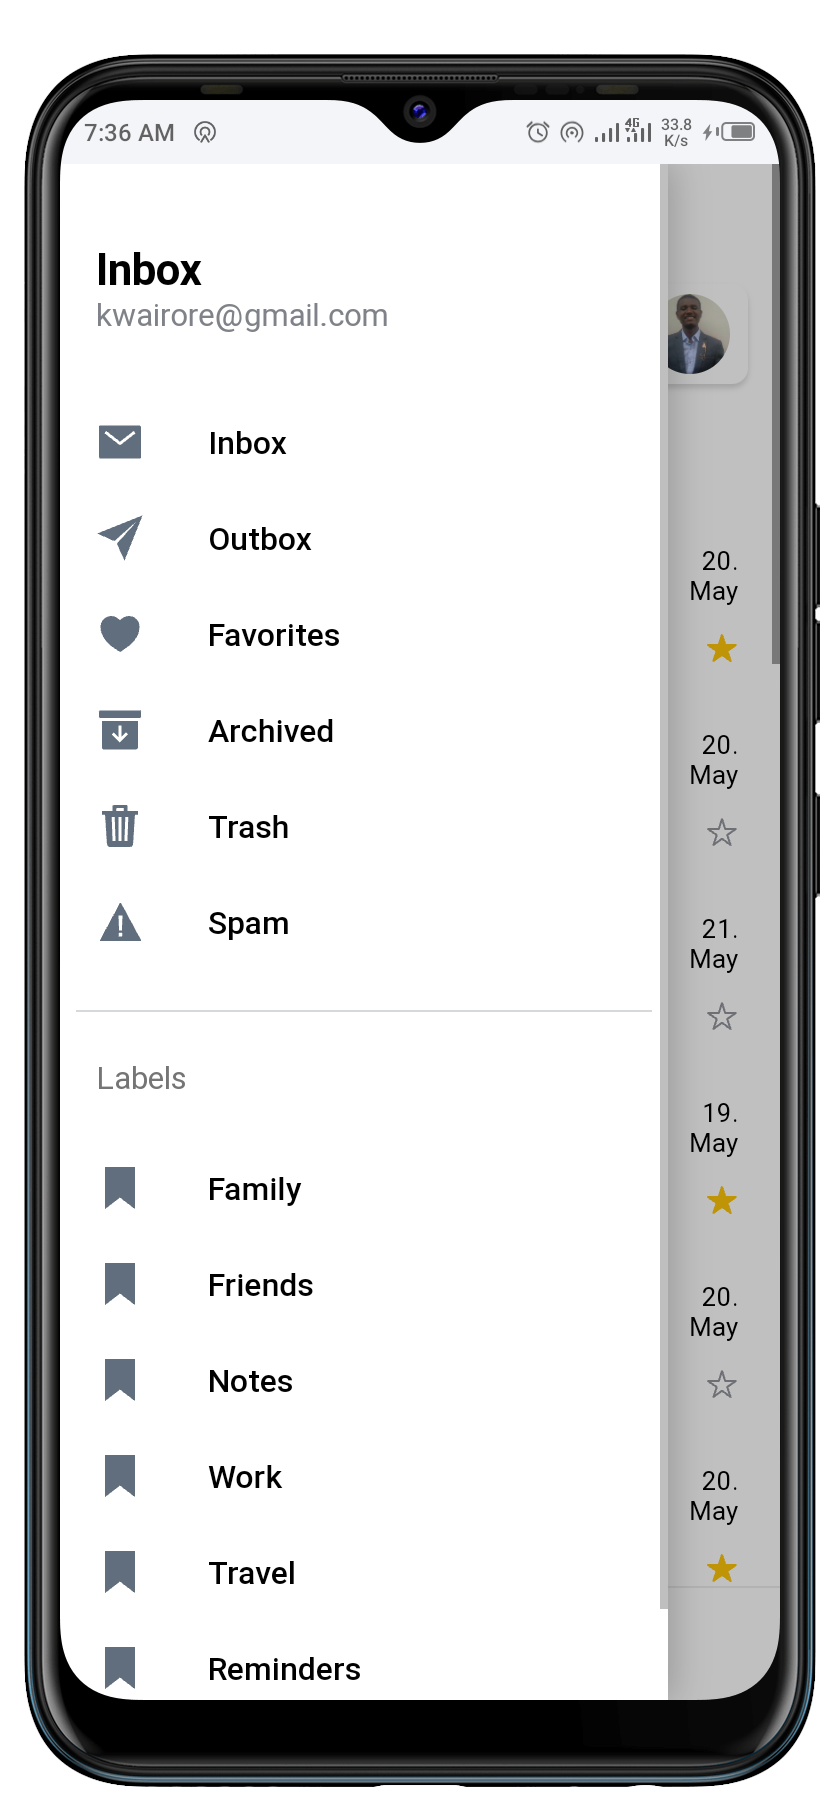 7:36 AM
4G
33.8
K/s
Inbox
kwairore@gmail.com
Inbox
Outbox
Favorites
Archived
Trash
Spam
Labels
Family
Friends
Notes
Work
Travel
Reminders
20.
May
20.
May
21.
May
19.
May
20.
May
20.
May